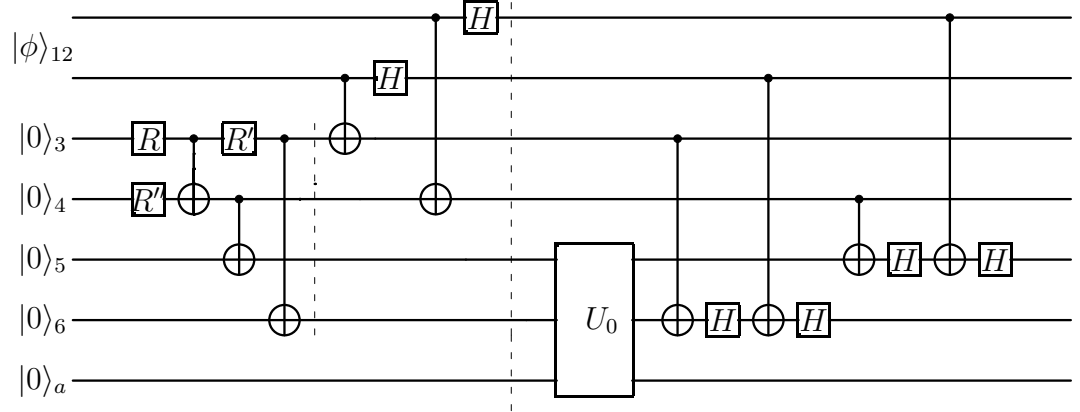 H
|ϕ⟩₁₂
H
|0⟩₃ R R′
|0⟩₄ R″
|0⟩₅ H H
|0⟩₆ U₀ H H
|0⟩ₐ